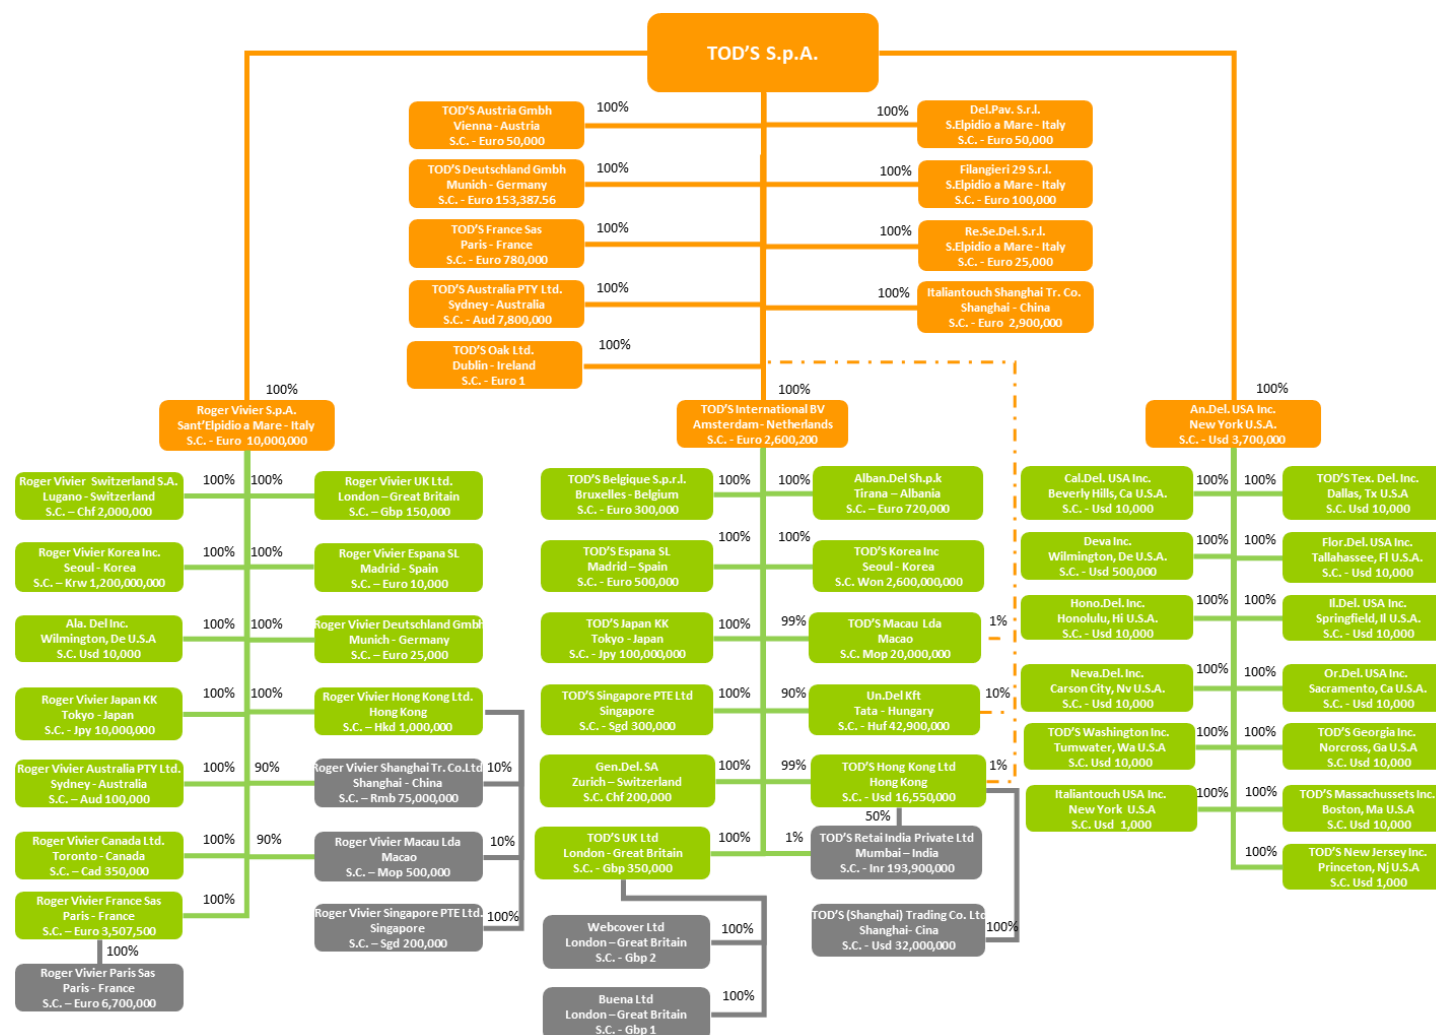 TOD'S S.p.A.
TOD'S Austria Gmbh
Vienna - Austria
S.C. - Euro 50,000
100%
100%
Del.Pav. S.r.l.
S.Elpidio a Mare - Italy
S.C. - Euro 50,000
TOD'S Deutschland Gmbh
Munich - Germany
S.C. - Euro 153,387.56
100%
100%
Filangieri 29 S.r.l.
S.Elpidio a Mare - Italy
S.C. - Euro 100,000
TOD'S France Sas
Paris - France
S.C. - Euro 780,000
100%
100%
Re.Se.Del. S.r.l.
S.Elpidio a Mare - Italy
S.C. - Euro 25,000
TOD'S Australia PTY Ltd.
Sydney - Australia
S.C. - Aud 7,800,000
100%
100%
Italiantouch Shanghai Tr. Co.
Shanghai - China
S.C. - Euro 2,900,000
TOD'S Oak Ltd.
Dublin - Ireland
S.C. - Euro 1
100%
100%
Roger Vivier S.p.A.
Sant'Elpidio a Mare - Italy
S.C. - Euro 10,000,000
100%
TOD'S International BV
Amsterdam - Netherlands
S.C. - Euro 2,600,200
100%
An.Del. USA Inc.
New York U.S.A.
S.C. - Usd 3,700,000
Roger Vivier Switzerland S.A.
Lugano - Switzerland
S.C. – Chf 2,000,000
100%
100%
Roger Vivier UK Ltd.
London – Great Britain
S.C. – Gbp 150,000
Roger Vivier Korea Inc.
Seoul - Korea
S.C. – Krw 1,200,000,000
100%
100%
Roger Vivier Espana SL
Madrid - Spain
S.C. – Euro 10,000
Ala. Del Inc.
Wilmington, De U.S.A
S.C. Usd 10,000
100%
100%
Roger Vivier Deutschland Gmbh
Munich - Germany
S.C. – Euro 25,000
Roger Vivier Japan KK
Tokyo - Japan
S.C. - Jpy 10,000,000
100%
100%
Roger Vivier Hong Kong Ltd.
Hong Kong
S.C. – Hkd 1,000,000
Roger Vivier Australia PTY Ltd.
Sydney - Australia
S.C. – Aud 100,000
100%
90%
Roger Vivier Shanghai Tr. Co.Ltd
Shanghai - China
S.C. – Rmb 75,000,000
10%
Roger Vivier Canada Ltd.
Toronto - Canada
S.C. – Cad 350,000
100%
90%
Roger Vivier Macau Lda
Macao
S.C. – Mop 500,000
10%
Roger Vivier France Sas
Paris - France
S.C. – Euro 3,507,500
100%
Roger Vivier Singapore PTE Ltd.
Singapore
S.C. – Sgd 200,000
100%
100%
Roger Vivier Paris Sas
Paris - France
S.C. – Euro 6,700,000
TOD'S Belgique S.p.r.l.
Bruxelles - Belgium
S.C. - Euro 300,000
100%
100%
Alban.Del Sh.p.k
Tirana – Albania
S.C. – Euro 720,000
TOD'S Espana SL
Madrid – Spain
S.C. - Euro 500,000
100%
100%
TOD'S Korea Inc
Seoul - Korea
S.C. Won 2,600,000,000
TOD'S Japan KK
Tokyo - Japan
S.C. - Jpy 100,000,000
100%
99%
TOD'S Macau Lda
Macao
S.C. Mop 20,000,000
1%
TOD'S Singapore PTE Ltd
Singapore
S.C. - Sgd 300,000
100%
90%
Un.Del Kft
Tata - Hungary
S.C. - Huf 42,900,000
10%
Gen.Del. SA
Zurich – Switzerland
S.C. Chf 200,000
100%
99%
TOD'S Hong Kong Ltd
Hong Kong
S.C. - Usd 16,550,000
1%
50%
TOD'S UK Ltd
London - Great Britain
S.C. - Gbp 350,000
100%
1%
TOD'S Retai India Private Ltd
Mumbai – India
S.C. - Inr 193,900,000
Webcover Ltd
London – Great Britain
S.C. - Gbp 2
100%
TOD'S (Shanghai) Trading Co. Ltd
Shanghai- Cina
S.C. - Usd 32,000,000
100%
Buena Ltd
London – Great Britain
S.C. - Gbp 1
100%
Cal.Del. USA Inc.
Beverly Hills, Ca U.S.A.
S.C. - Usd 10,000
100%
100%
TOD'S Tex. Del. Inc.
Dallas, Tx U.S.A
S.C. Usd 10,000
Deva Inc.
Wilmington, De U.S.A.
S.C. - Usd 500,000
100%
100%
Flor.Del. USA Inc.
Tallahassee, Fl U.S.A.
S.C. - Usd 10,000
Hono.Del. Inc.
Honolulu, Hi U.S.A.
S.C. - Usd 10,000
100%
100%
Il.Del. USA Inc.
Springfield, Il U.S.A.
S.C. - Usd 10,000
Neva.Del. Inc.
Carson City, Nv U.S.A.
S.C. - Usd 10,000
100%
100%
Or.Del. USA Inc.
Sacramento, Ca U.S.A.
S.C. - Usd 10,000
TOD'S Washington Inc.
Tumwater, Wa U.S.A
S.C. Usd 10,000
100%
100%
TOD'S Georgia Inc.
Norcross, Ga U.S.A
S.C. Usd 10,000
Italiantouch USA Inc.
New York U.S.A
S.C. Usd 1,000
100%
100%
TOD'S Massachussets Inc.
Boston, Ma U.S.A
S.C. Usd 10,000
100%
TOD'S New Jersey Inc.
Princeton, Nj U.S.A
S.C. Usd 1,000